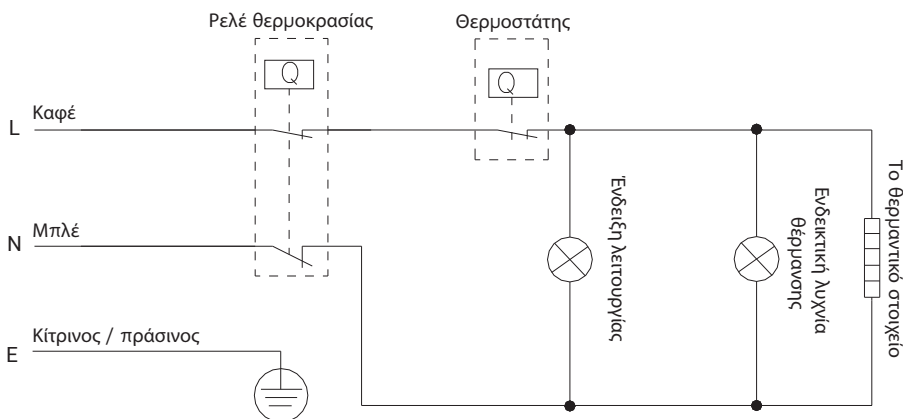 Ρελέ θερμοκρασίας
Θερμοστάτης
Q
Q
L
Καφέ
N
Μπλέ
E
Κίτρινος / πράσινος
Ένδειξη λειτουργίας
Ενδεικτική λυχνία
θέρμανσης
Το θερμαντικό στοιχείο